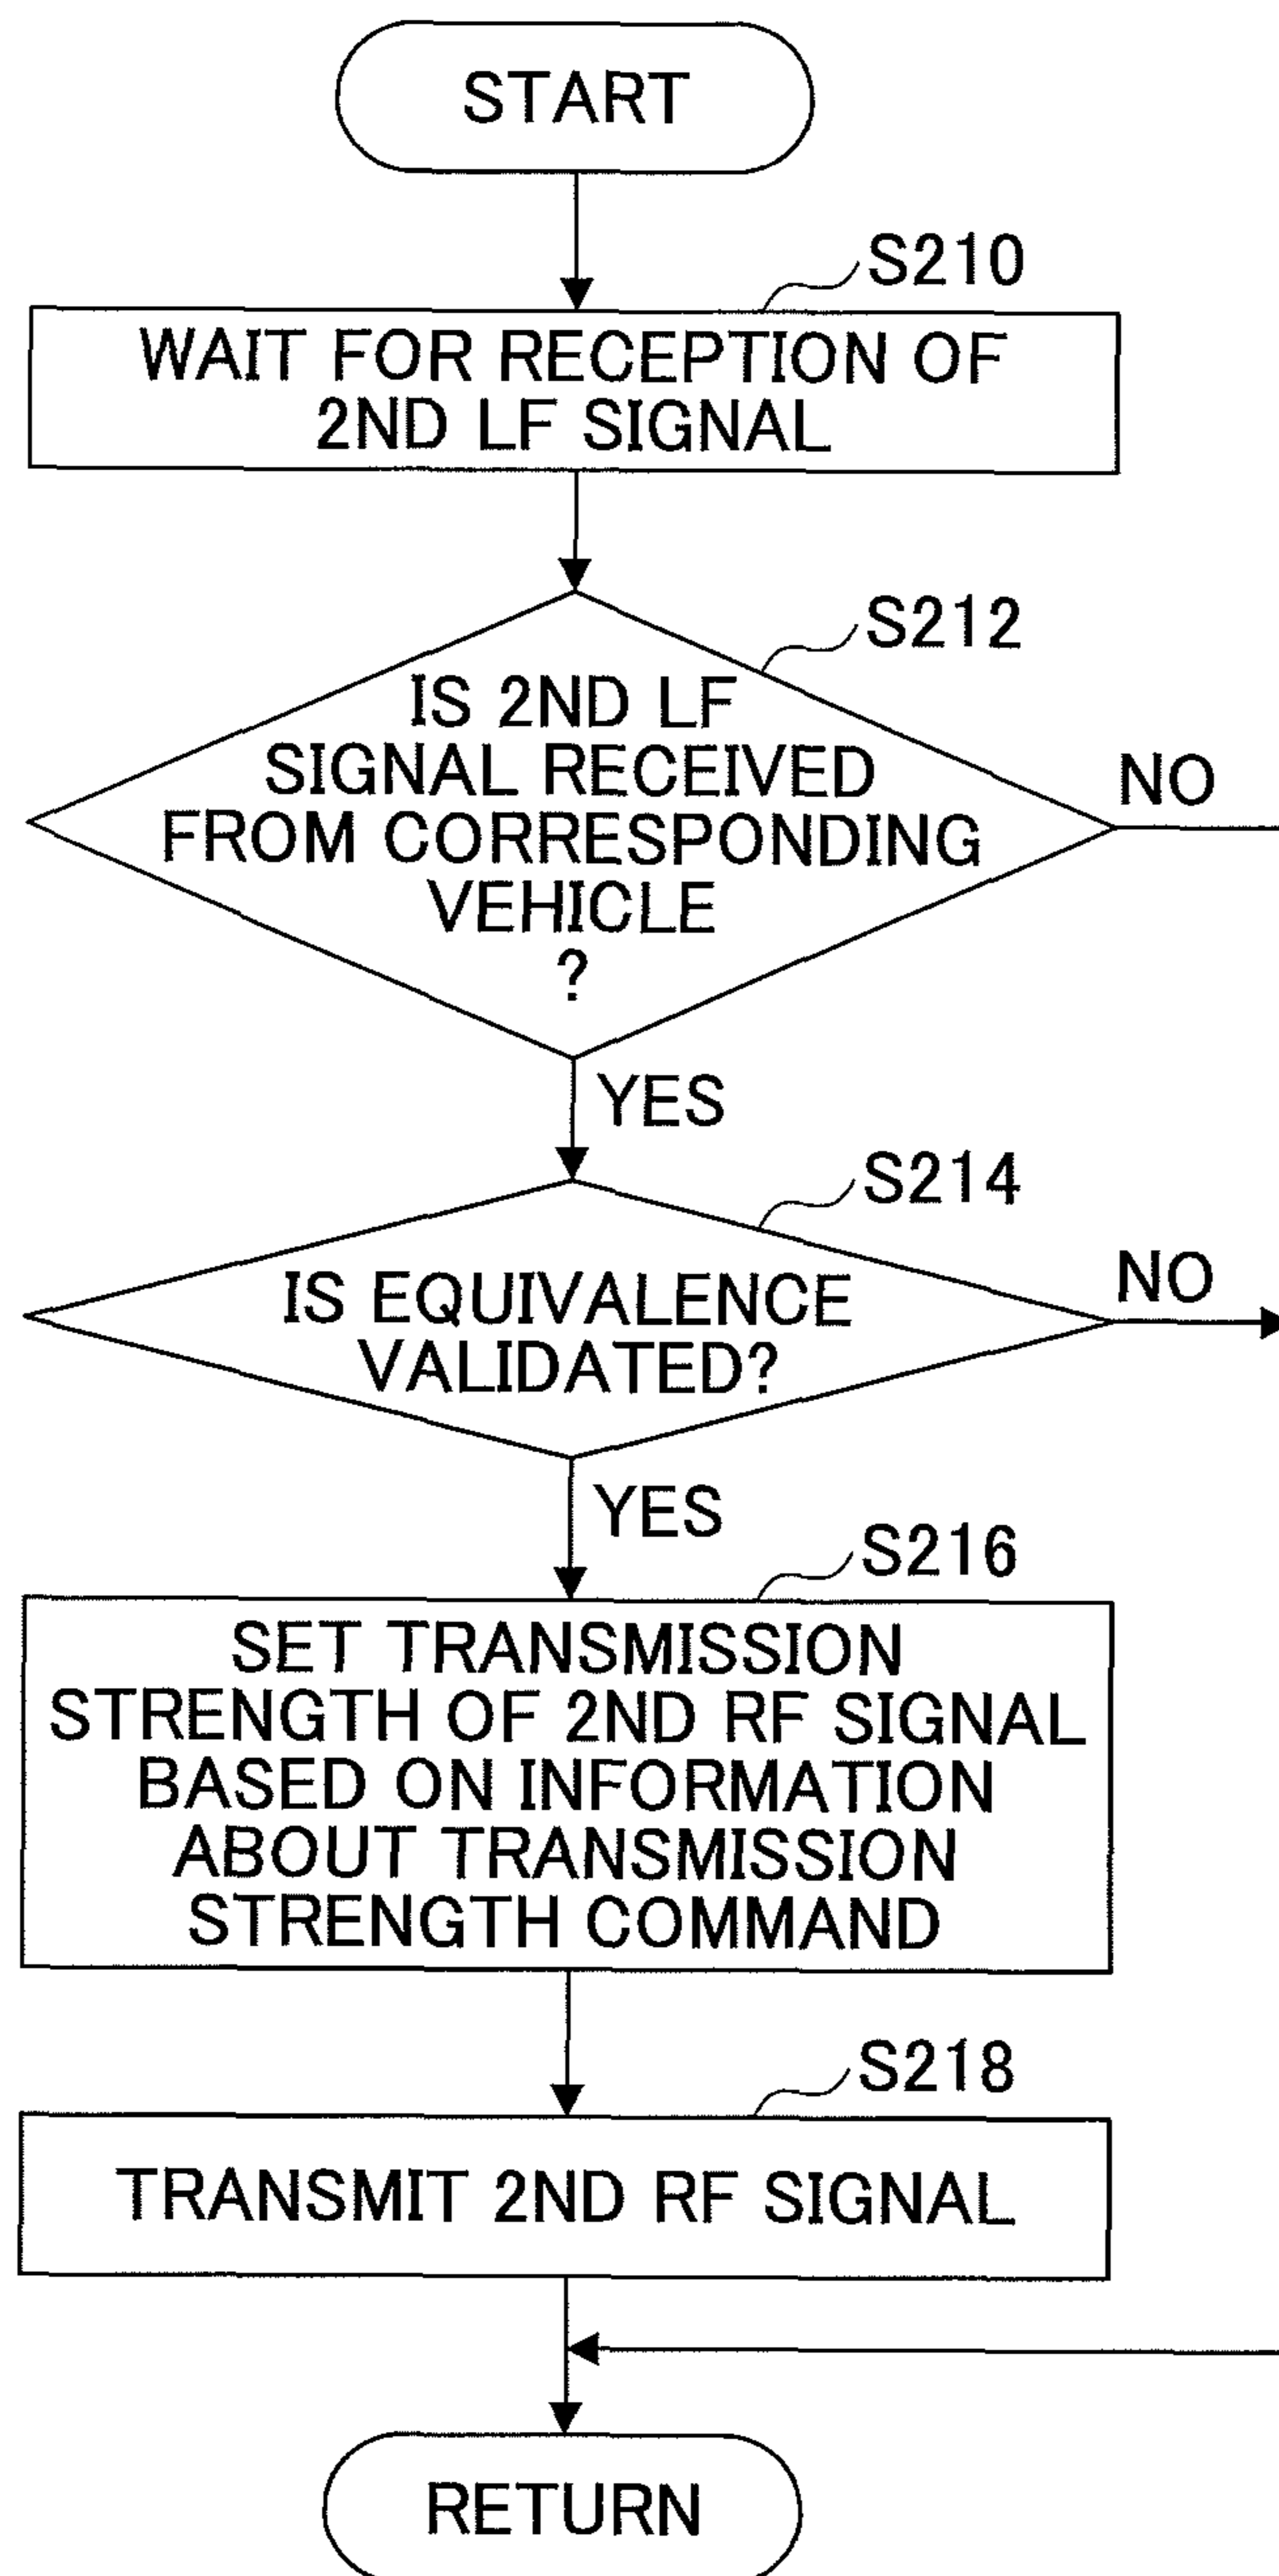 START
S210
WAIT FOR RECEPTION OF
2ND LF SIGNAL
S212
IS 2ND LF
SIGNAL RECEIVED
FROM CORRESPONDING
VEHICLE
?
NO
YES
S214
IS EQUIVALENCE
VALIDATED?
NO
YES
S216
SET TRANSMISSION
STRENGTH OF 2ND RF SIGNAL
BASED ON INFORMATION
ABOUT TRANSMISSION
STRENGTH COMMAND
S218
TRANSMIT 2ND RF SIGNAL
RETURN